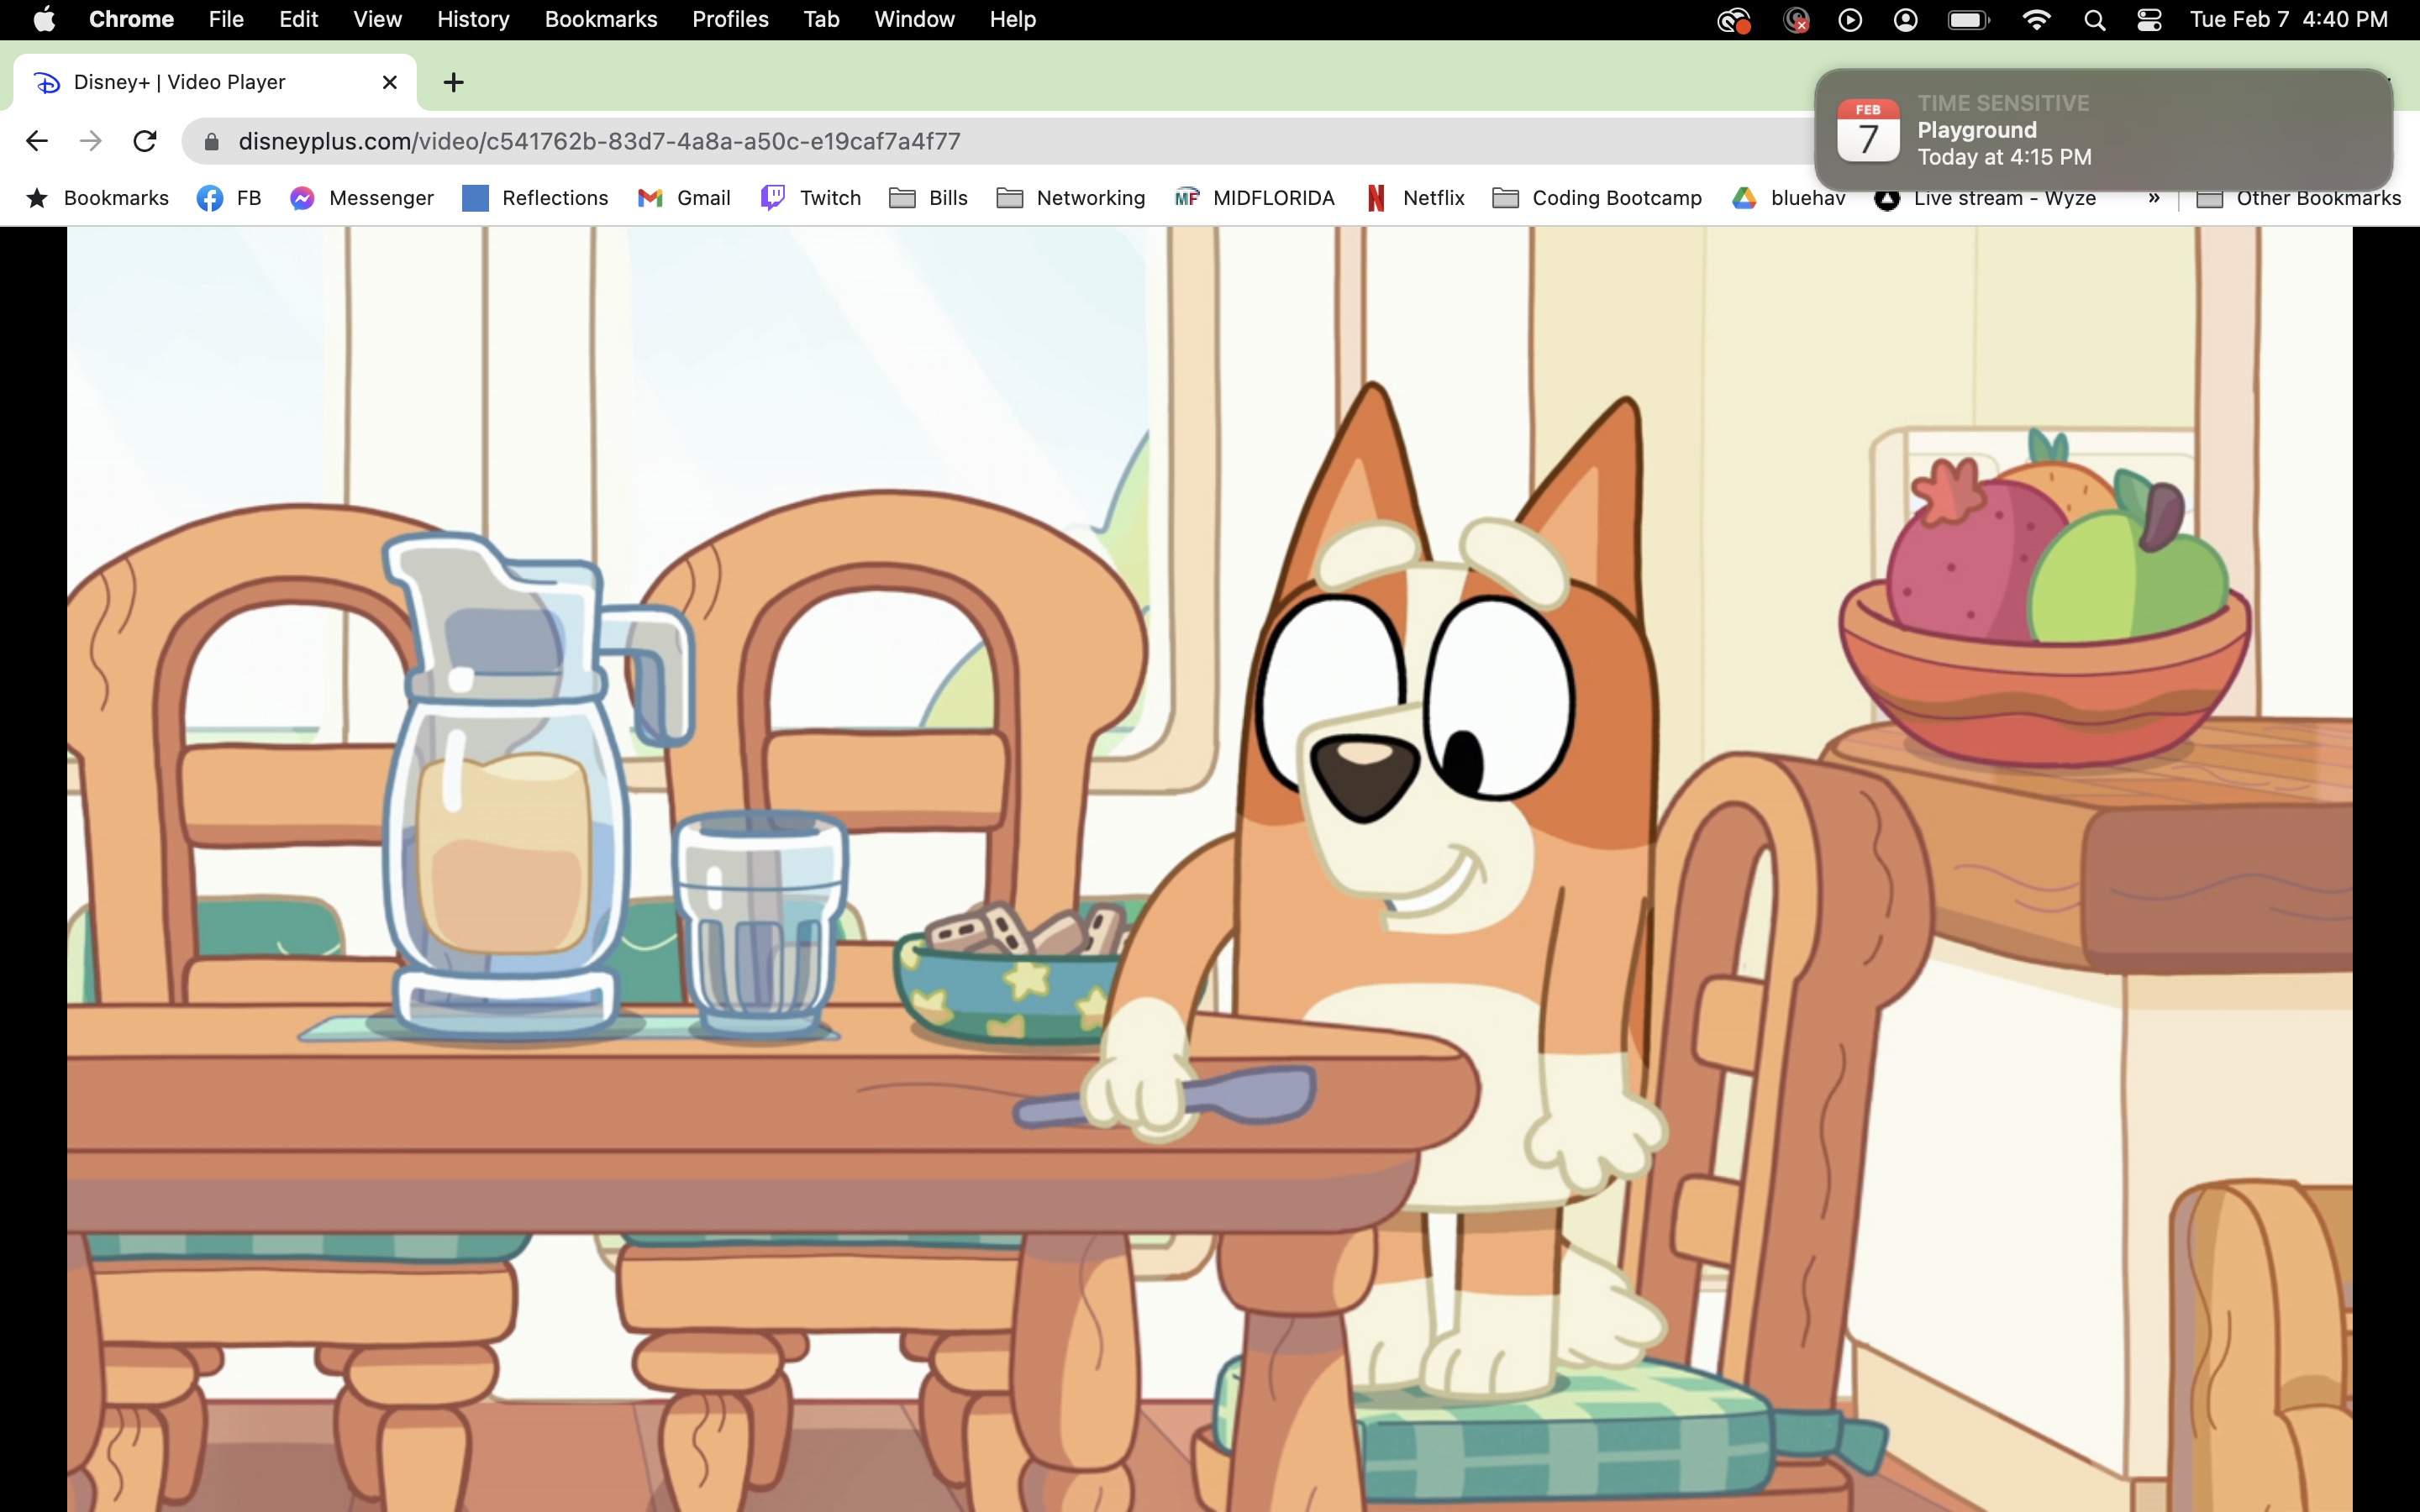 Chrome File Edit View History Bookmarks Profiles Tab Window Help Tue Feb 7 4:40 PM
Disney+ | Video Player
TIME SENSITIVE
FEB
7
Playground
Today at 4:15 PM
disneyplus.com/video/c541762b-83d7-4a8a-a50c-e19caf7a4f77
Bookmarks FB Messenger Reflections Gmail Twitch Bills Networking MF MIDFLORIDA N Netflix Coding Bootcamp bluehav Live stream - Wyze » Other Bookmarks